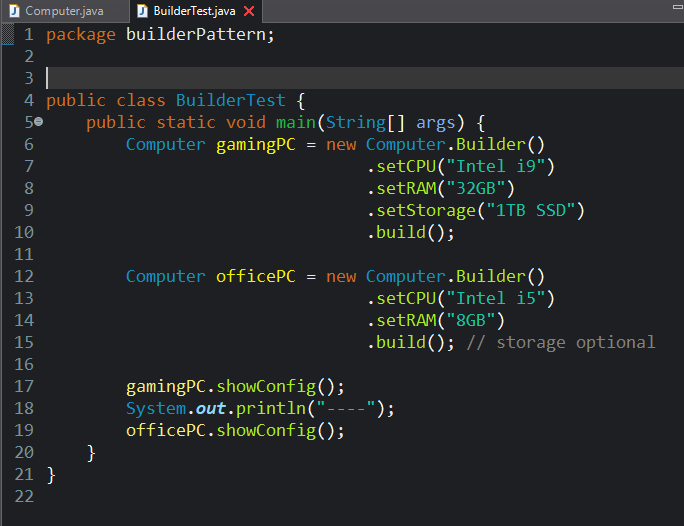 Computer.java BuilderTest.java
1 package builderPattern;
2
3
4 public class BuilderTest {
5 public static void main(String[] args) {
6 Computer gamingPC = new Computer.Builder()
7 .setCPU("Intel i9")
8 .setRAM("32GB")
9 .setStorage("1TB SSD")
10 .build();
11
12 Computer officePC = new Computer.Builder()
13 .setCPU("Intel i5")
14 .setRAM("8GB")
15 .build(); // storage optional
16
17 gamingPC.showConfig();
18 System.out.println("----");
19 officePC.showConfig();
20 }
21 }
22